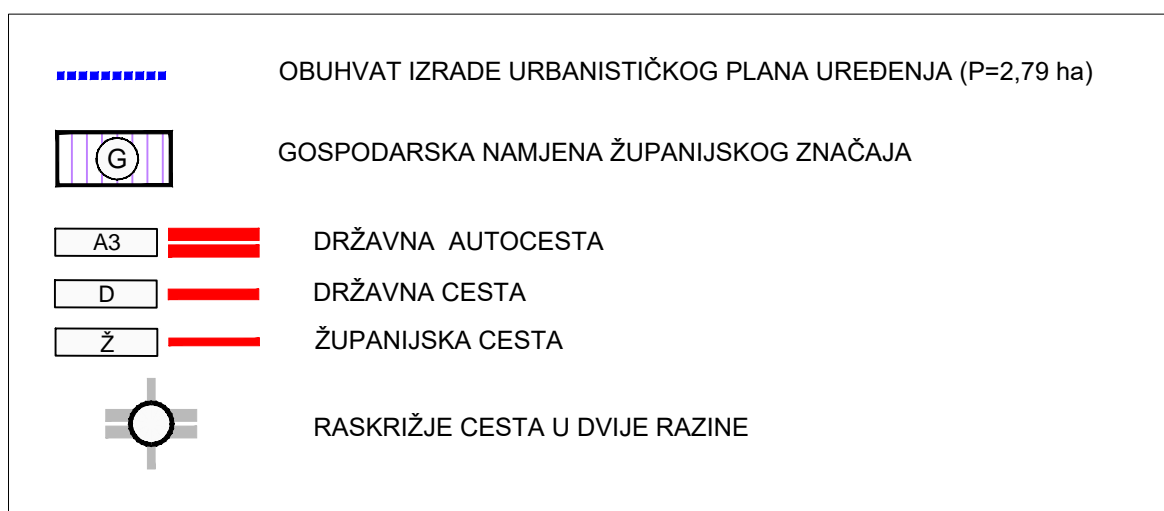 OBUHVAT IZRADE URBANISTIČKOG PLANA UREĐENJA (P=2,79 ha)
G GOSPODARSKA NAMJENA ŽUPANIJSKOG ZNAČAJA
A3 DRŽAVNA AUTOCESTA
D DRŽAVNA CESTA
Ž ŽUPANIJSKA CESTA
RASKRIŽJE CESTA U DVIJE RAZINE